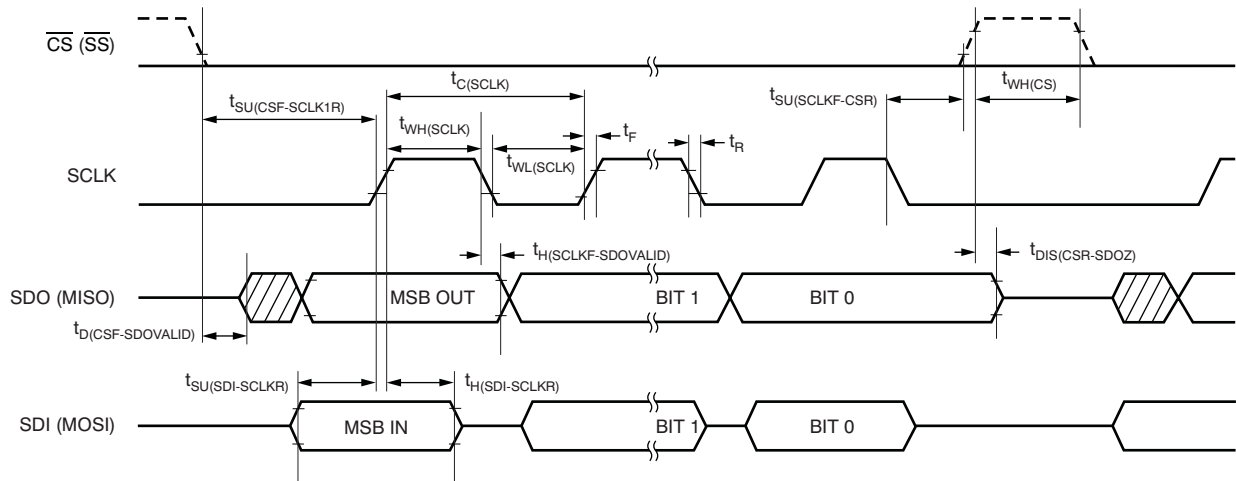 CS (SS)
tC(SCLK)
tSU(CSF-SCLK1R)
tSU(SCLKF-CSR)
tWH(CS)
tWH(SCLK)
tF
tR
tWL(SCLK)
SCLK
tH(SCLKF-SDOVALID)
tDIS(CSR-SDOZ)
SDO (MISO)
MSB OUT
BIT 1
BIT 0
tD(CSF-SDOVALID)
tSU(SDI-SCLKR)
tH(SDI-SCLKR)
SDI (MOSI)
MSB IN
BIT 1
BIT 0